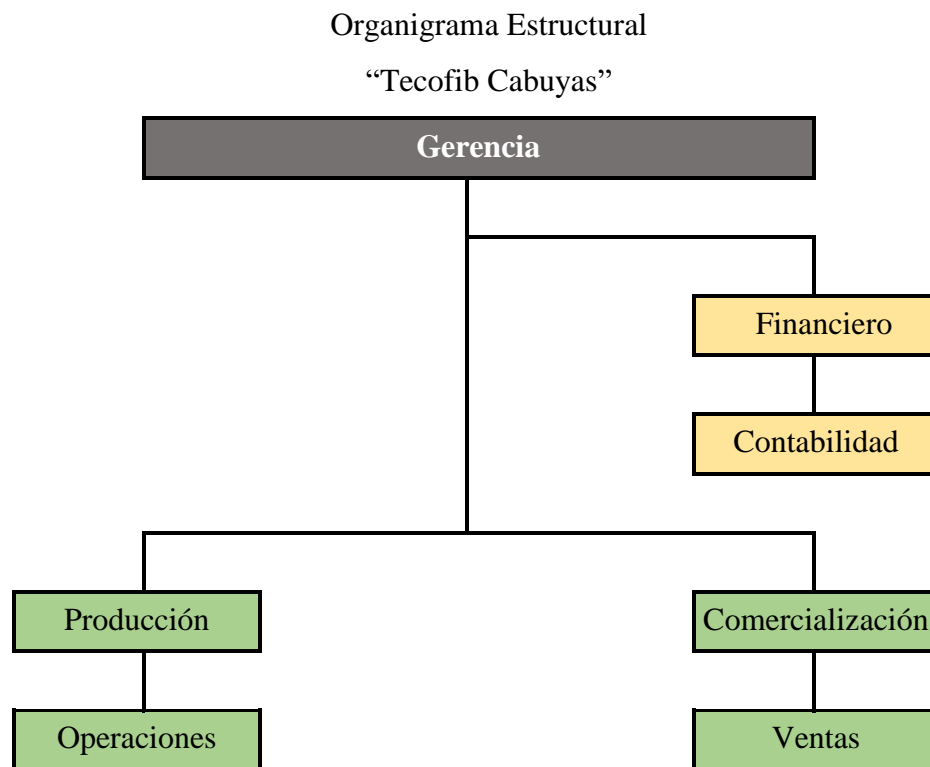 Organigrama Estructural
“Tecofib Cabuyas”
Gerencia
Financiero
Contabilidad
Producción
Comercialización
Operaciones
Ventas